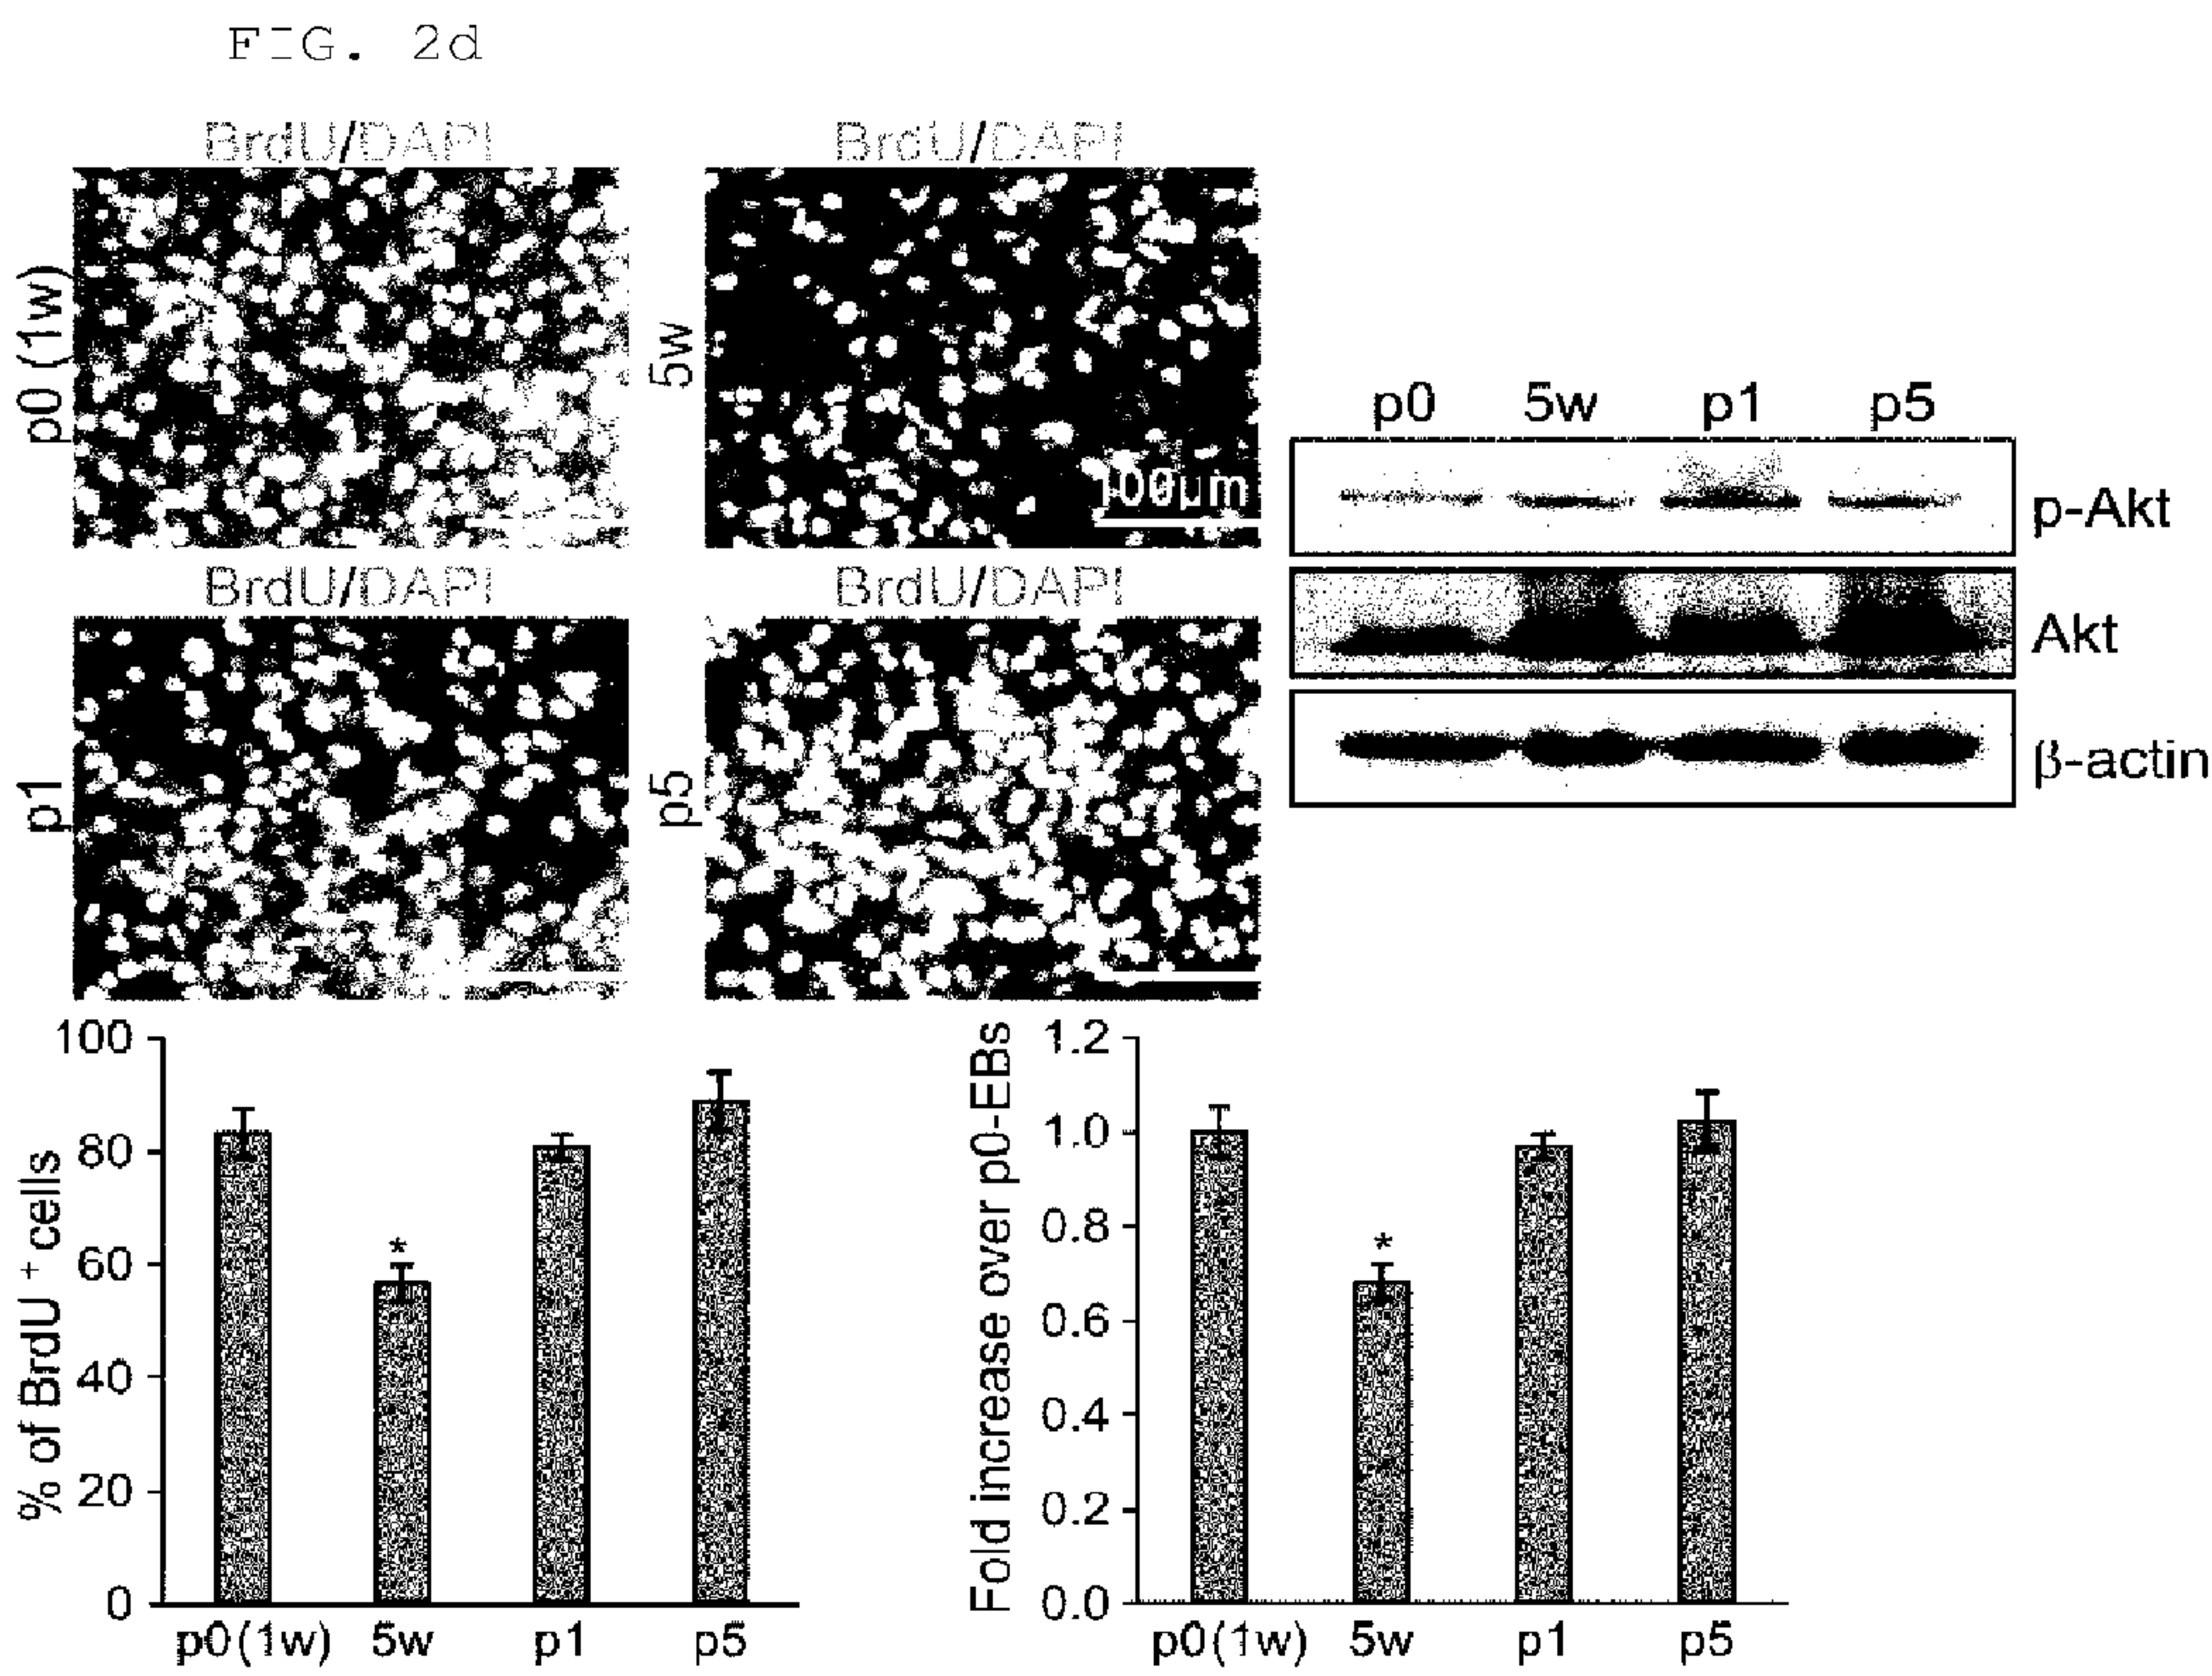 FIG. 2d
BrdU/DAPI
BrdU/DAPI
p0 (1w)
5w
100µm
BrdU/DAPI
BrdU/DAPI
p1
p5
p0 5w p1 p5
p-Akt
Akt
β-actin
% of BrdU + cells
100
80
60
40
20
0
*
p0(1w) 5w p1 p5
Fold increase over p0-EBs
1.2
1.0
0.8
0.6
0.4
0.2
0.0
*
p0(1w) 5w p1 p5